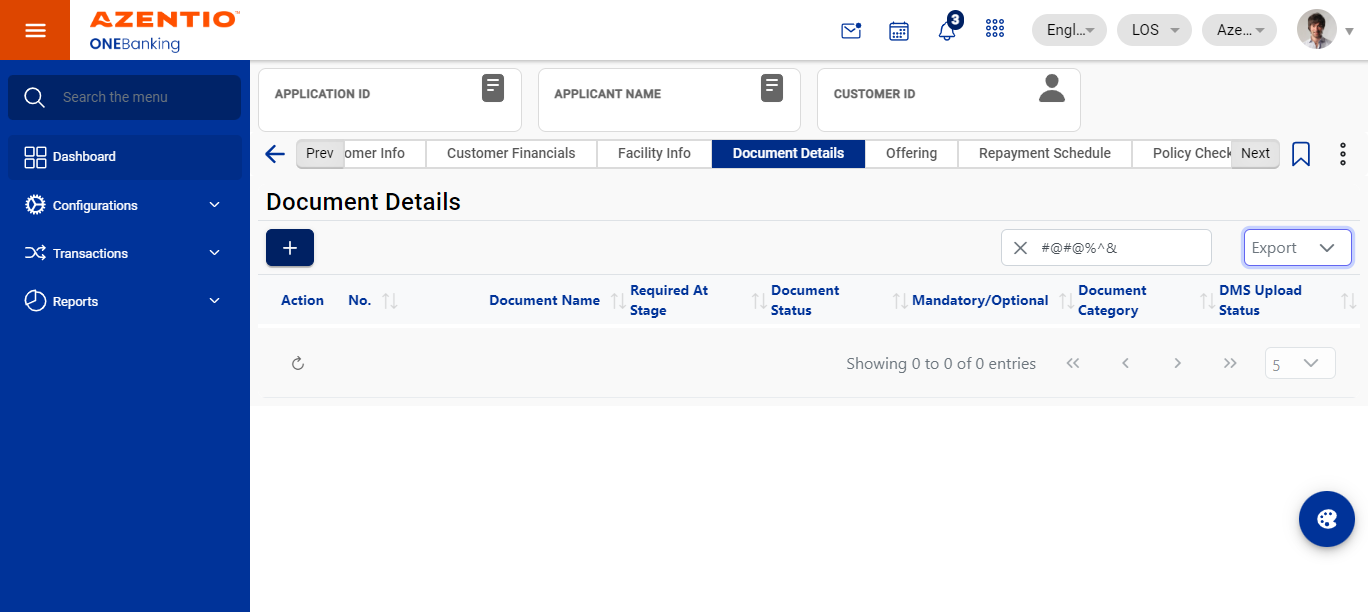 AZENTIO™
ONEBanking
3
Engl...
LOS
Aze...
Search the menu
Dashboard
Configurations
Transactions
Reports
APPLICATION ID
APPLICANT NAME
CUSTOMER ID
Prev
omer Info
Customer Financials
Facility Info
Document Details
Offering
Repayment Schedule
Policy Check
Next
Document Details
+
#@#@%^&
Export
Action
No.
Document Name
Required At
Stage
Document
Status
Mandatory/Optional
Document
Category
DMS Upload
Status
Showing 0 to 0 of 0 entries
5